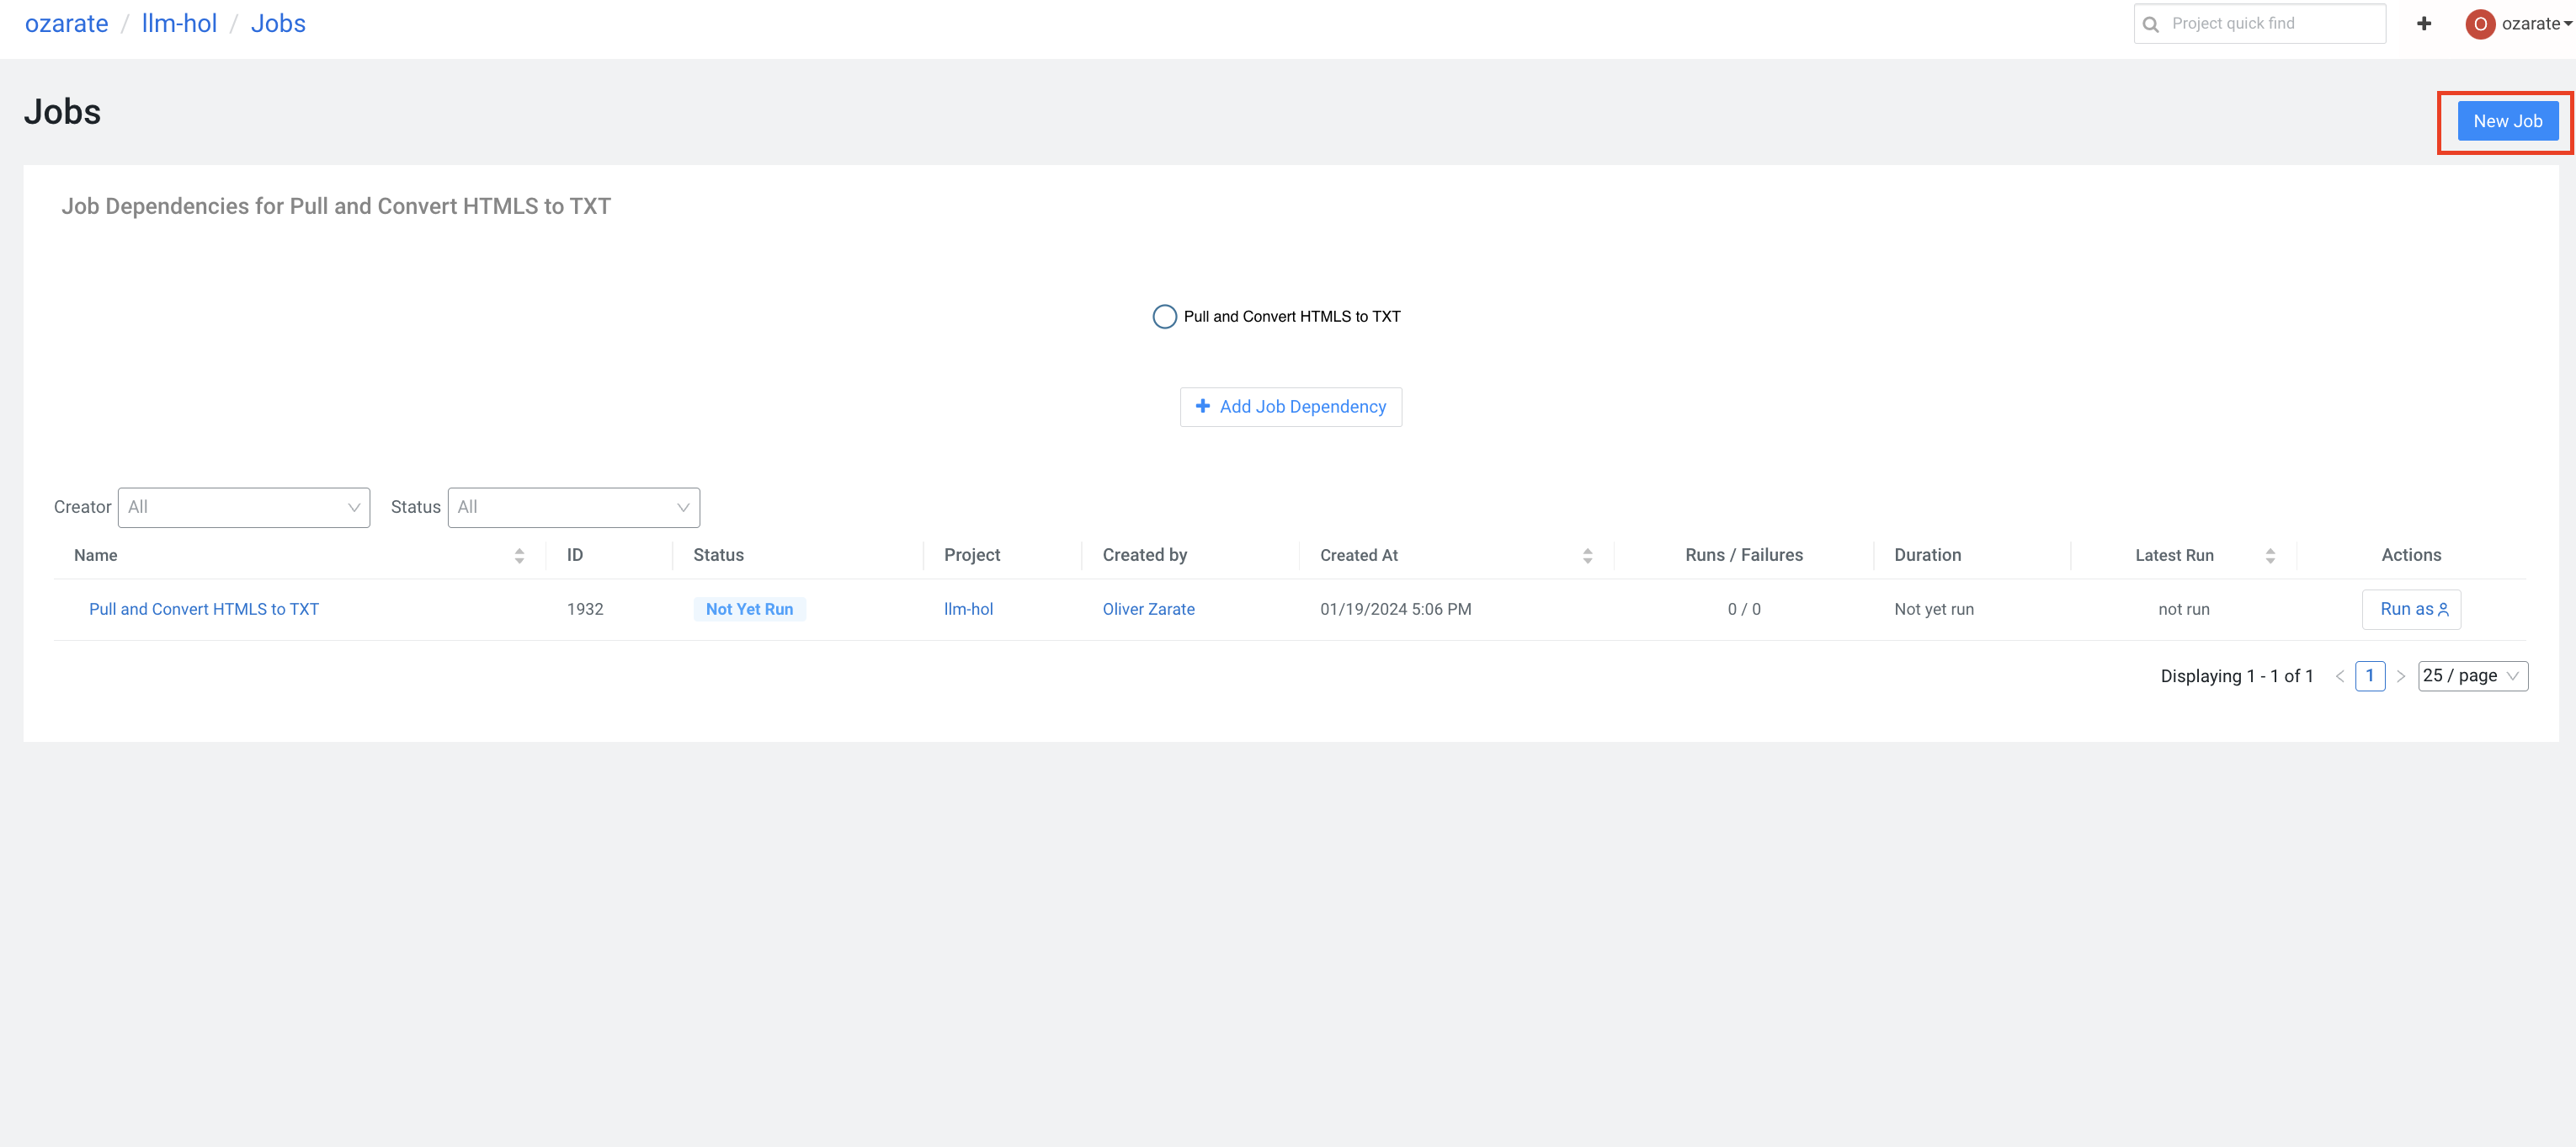 ozarate / llm-hol / Jobs
Project quick find
O ozarate
Jobs
New Job
Job Dependencies for Pull and Convert HTMLS to TXT
Pull and Convert HTMLS to TXT
Add Job Dependency
Creator All Status All
Name ID Status Project Created by Created At Runs / Failures Duration Latest Run Actions
Pull and Convert HTMLS to TXT 1932 Not Yet Run llm-hol Oliver Zarate 01/19/2024 5:06 PM 0 / 0 Not yet run not run Run as
Displaying 1 - 1 of 1 < 1 > 25 / page